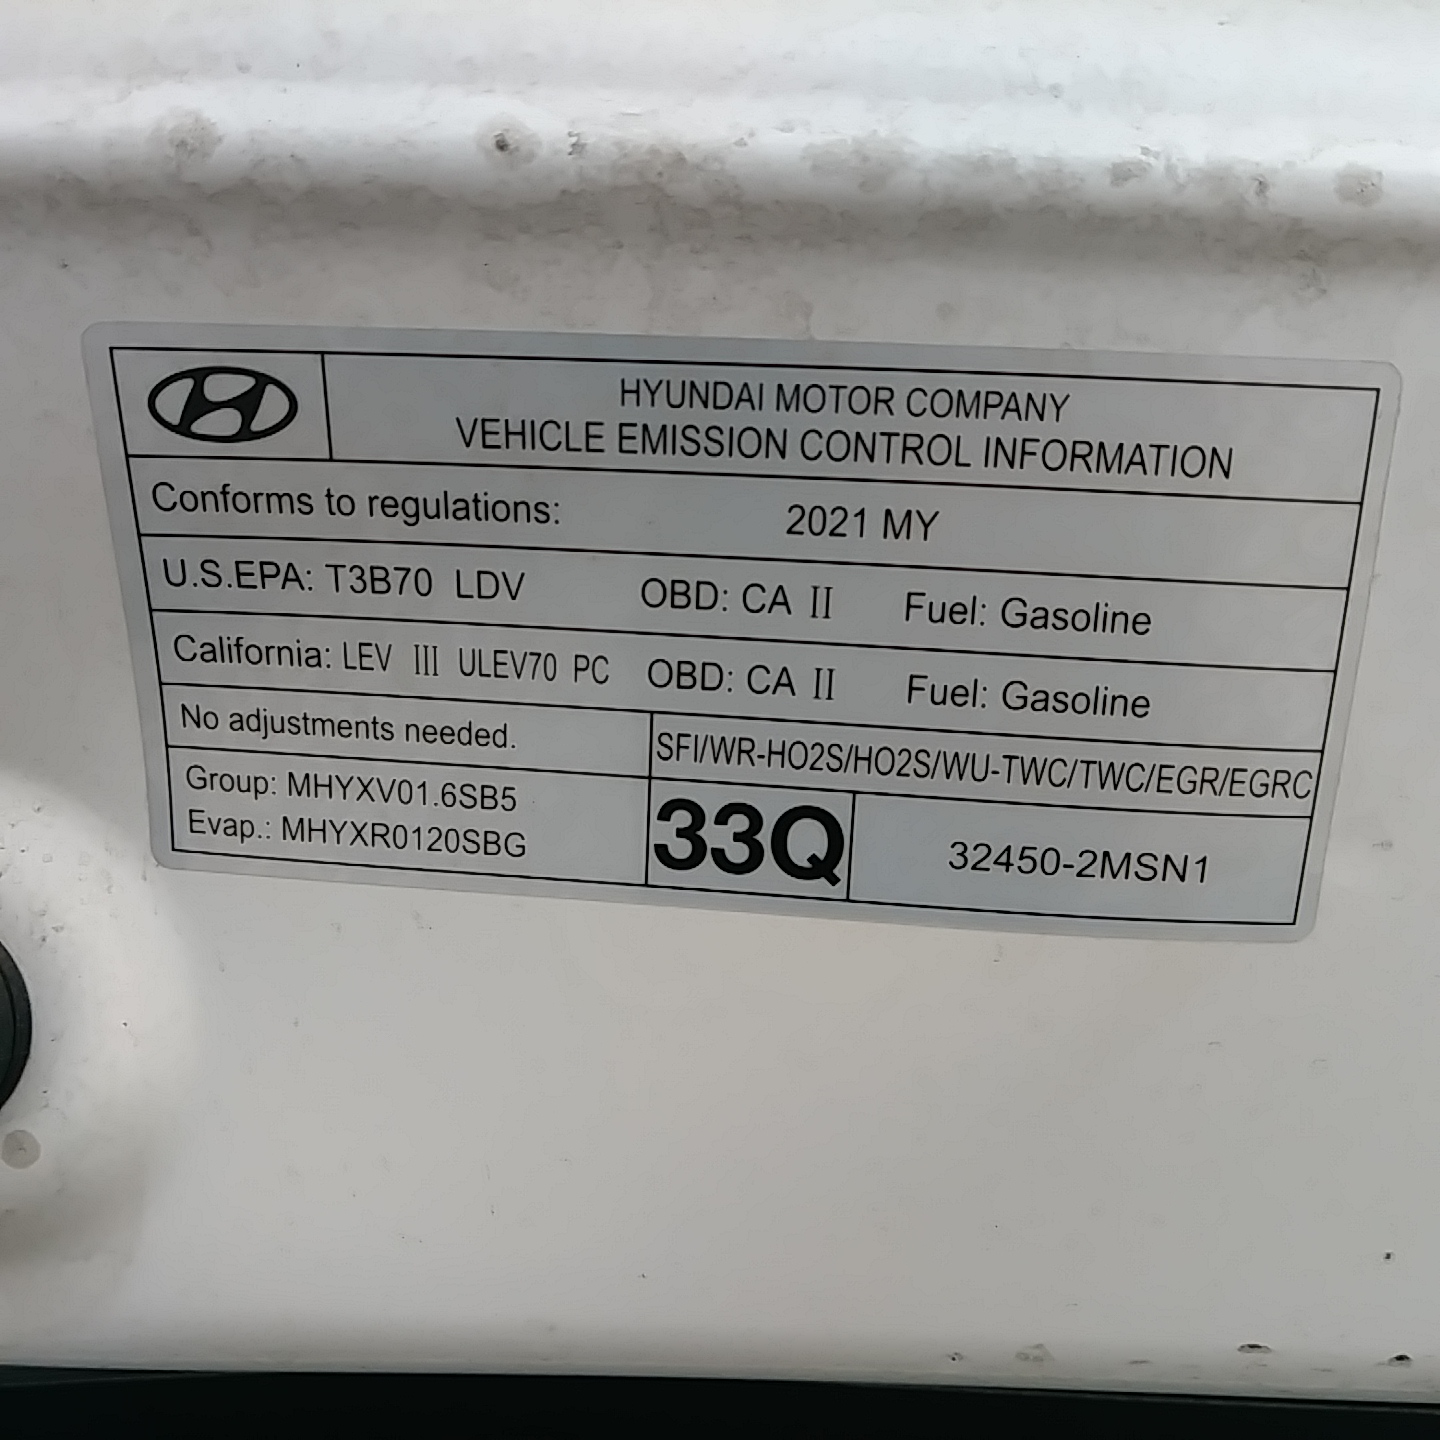 HYUNDAI MOTOR COMPANY
VEHICLE EMISSION CONTROL INFORMATION
Conforms to regulations: 2021 MY
U.S.EPA: T3B70 LDV OBD: CA II Fuel: Gasoline
California: LEV III ULEV70 PC OBD: CA II Fuel: Gasoline
No adjustments needed.
SFI/WR-HO2S/HO2S/WU-TWC/TWC/EGR/EGRC
Group: MHYXV01.6SB5
Evap.: MHYXR0120SBG
33Q
32450-2MSN1